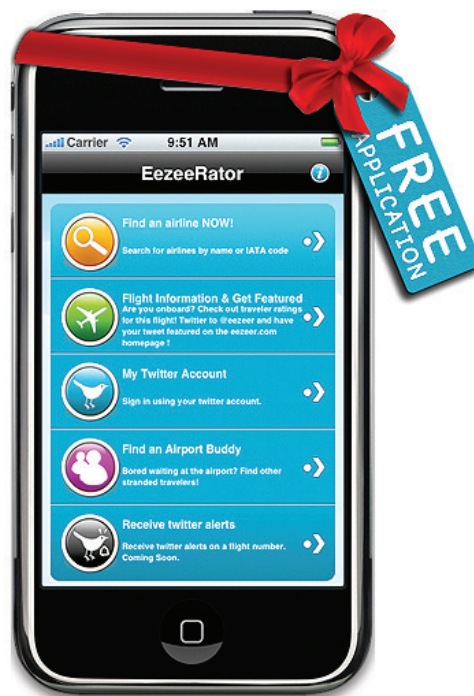 Carrier 9:51 AM
EezeeRator
Find an airline NOW!
Search for airlines by name or IATA code
Flight Information & Get Featured
Are you onboard? Check out traveler ratings
for this flight! Twitter to @eezeer and have
your tweet featured on the eezeer.com
homepage !
My Twitter Account
Sign in using your twitter account.
Find an Airport Buddy
Bored waiting at the airport? Find other
stranded travelers!
Receive twitter alerts
Receive twitter alerts on a flight number.
Coming Soon.
FREE
APPLICATION